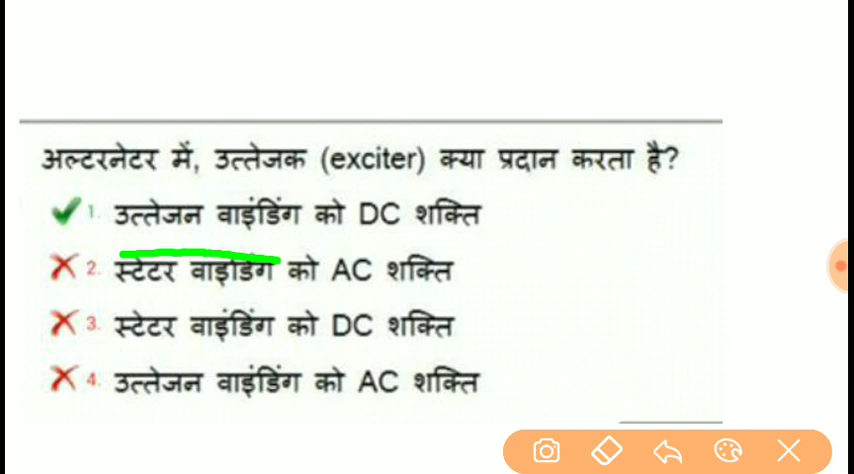 अल्टरनेटर में, उत्तेजक (exciter) क्या प्रदान करता है?
1. उत्तेजन वाइंडिंग को DC शक्ति
2. स्टेटर वाइंडिंग को AC शक्ति
3. स्टेटर वाइंडिंग को DC शक्ति
4. उत्तेजन वाइंडिंग को AC शक्ति